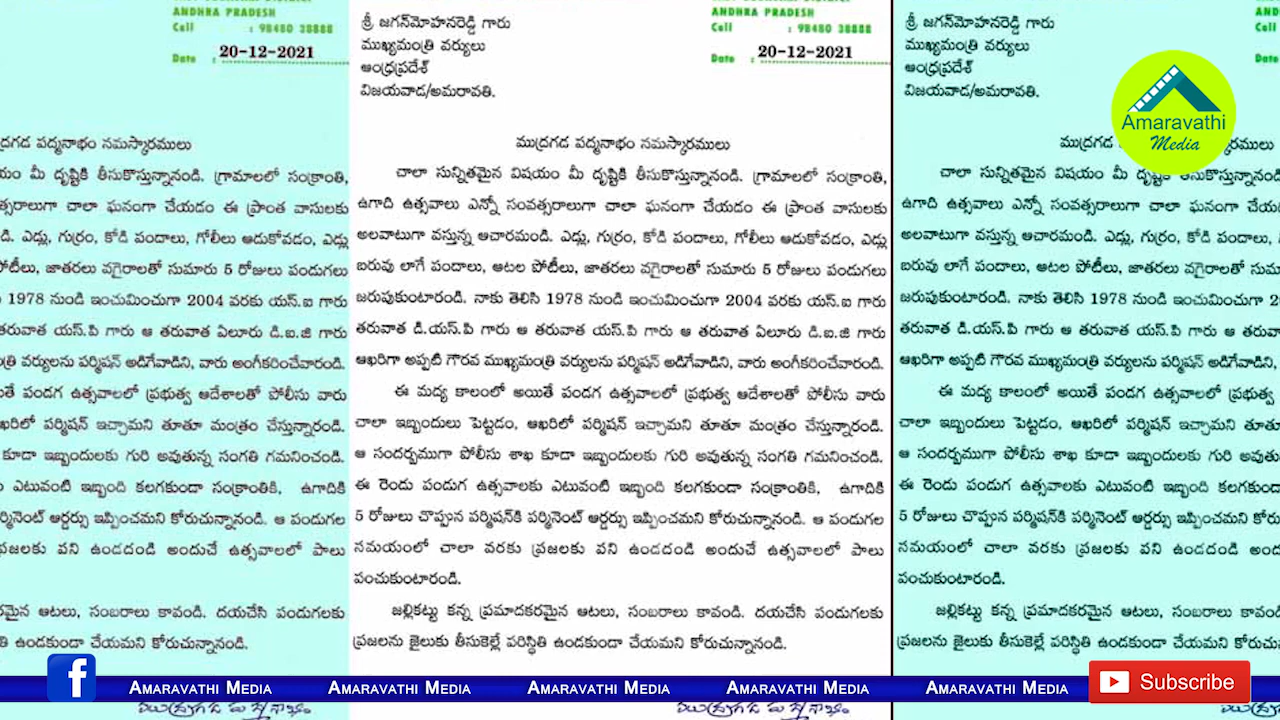 ANDHRA PRADESH
Cell : 98480 38888
Date : 20-12-2021
శ్రీ జగన్‌మోహనరెడ్డి గారు
ముఖ్యమంత్రి వర్యులు
ఆంధ్రప్రదేశ్
విజయవాడ/అమరావతి.
ముద్రగడ పద్మనాభం నమస్కారములు
చాలా సున్నితమైన విషయం మీ దృష్టికి తీసుకొస్తున్నానండి. గ్రామాలలో సంక్రాంతి,
ఉగాది ఉత్సవాలు ఎన్నో సంవత్సరాలుగా చాలా ఘనంగా చేయడం ఈ ప్రాంత వాసులకు
అలవాటుగా వస్తున్న ఆచారమండి. ఎడ్లు, గుర్రం, కోడి పందాలు, గోలీలు ఆడుకోవడం, ఎడ్లు
బరువు లాగే పందాలు, ఆటల పోటీలు, జాతరలు వగైరాలతో సుమారు 5 రోజులు పండుగలు
జరుపుకుంటారండి. నాకు తెలిసి 1978 నుండి ఇంచుమించుగా 2004 వరకు యస్.ఐ గారు
తరువాత డి.యస్.పి గారు ఆ తరువాత యస్.పి గారు ఆ తరువాత ఏలూరు డి.ఐ.జి గారు
ఆఖరిగా అప్పటి గౌరవ ముఖ్యమంత్రి వర్యులను పర్మిషన్ అడిగేవాడిని, వారు అంగీకరించేవారండి.
ఈ మధ్య కాలంలో అయితే పండగ ఉత్సవాలలో ప్రభుత్వ ఆదేశాలతో పోలీసు వారు
చాలా ఇబ్బందులు పెట్టడం, ఆఖరిలో పర్మిషన్ ఇచ్చామని తూతూ మంత్రం చేస్తున్నారండి.
ఆ సందర్భముగా పోలీసు శాఖ కూడా ఇబ్బందులకు గురి అవుతున్న సంగతి గమనించండి.
ఈ రెండు పండుగ ఉత్సవాలకు ఎటువంటి ఇబ్బంది కలగకుండా సంక్రాంతికి, ఉగాదికి
5 రోజులు చొప్పున పర్మిషన్‌కి పర్మినెంట్ ఆర్డర్సు ఇప్పించమని కోరుచున్నానండి. ఆ పండుగల
సమయంలో చాలా వరకు ప్రజలకు పని ఉండదండి అందుచే ఉత్సవాలలో పాలు
పంచుకుంటారండి.
జల్లికట్టు కన్న ప్రమాదకరమైన ఆటలు, సంబరాలు కావండి. దయచేసి పండుగలకు
ప్రజలను జైలుకు తీసుకెల్లే పరిస్థితి ఉండకుండా చేయమని కోరుచున్నానండి.
Amaravathi
Media
AMARAVATHI MEDIA AMARAVATHI MEDIA AMARAVATHI MEDIA AMARAVATHI MEDIA AMARAVATHI MEDIA
Subscribe